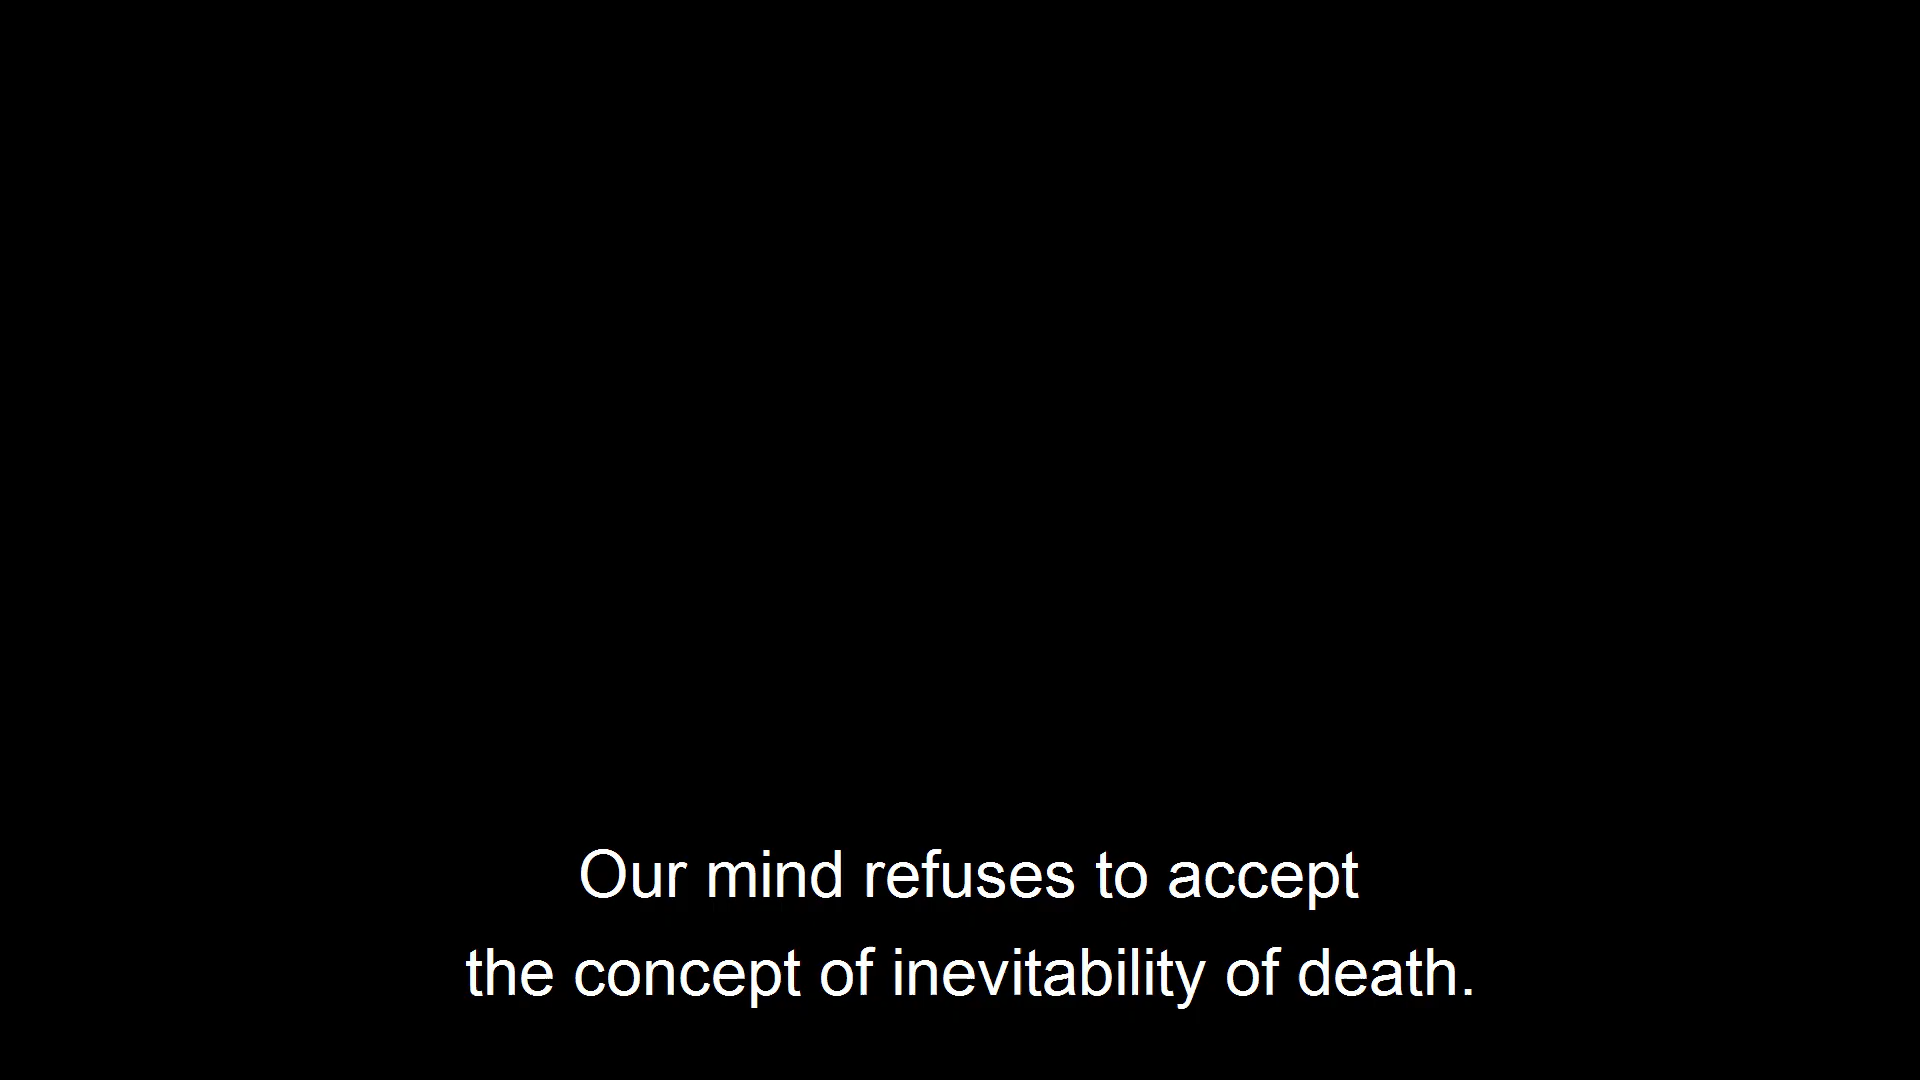 Our mind refuses to accept
the concept of inevitability of death.